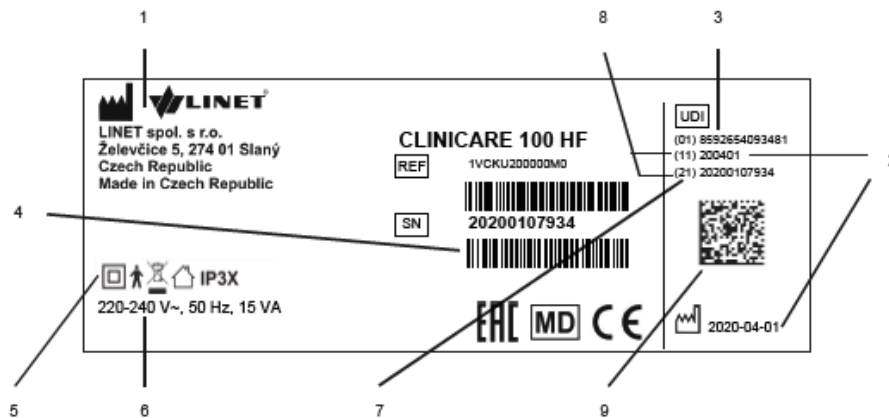 1
8
3
LINET
LINET spol. s r.o.
Želevčice 5, 274 01 Slaný
Czech Republic
Made in Czech Republic
CLINICARE 100 HF
REF
1VCKU200000M0
SN
20200107934
UDI
(01) 8592654093481
(11) 200401
(21) 20200107934
4
IP3X
220-240 V~, 50 Hz, 15 VA
EAC MD CE
2020-04-01
5
6
7
9